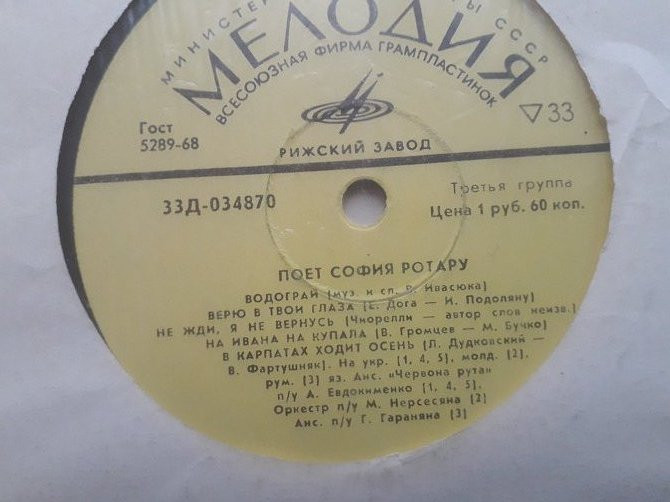 МИНИСТЕР СССР
МЕЛОДИЯ
ВСЕСОЮЗНАЯ ФИРМА ГРАМПЛАСТИНОК
Гост
5289-68
▽33
РИЖСКИЙ ЗАВОД
33Д-034870
Третья группа
Цена 1 руб. 60 коп.
ПОЕТ СОФИЯ РОТАРУ
ВОДОГРАЙ (муз. и сл. В. Ивасюка)
ВЕРЮ В ТВОИ ГЛАЗА (Е. Дога — И. Подоляну)
НЕ ЖДИ, Я НЕ ВЕРНУСЬ (Чиорелли — автор слов неизв.)
НА ИВАНА НА КУПАЛА (В. Громцев — М. Бучко)
В КАРПАТАХ ХОДИТ ОСЕНЬ (Л. Дудковский —
В. Фартушняк). На укр. (1, 4, 5), молд. (2),
рум. (3) яз. Анс. «Червона рута»
п/у А. Евдокименко (1, 4, 5),
Оркестр п/у М. Нерсесяна (2)
Анс. п/у Г. Гараняна (3)